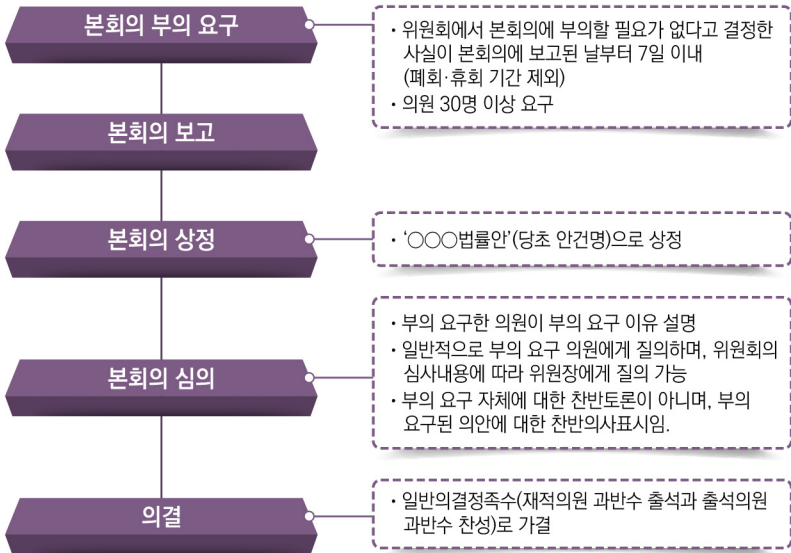 본회의 부의 요구
• 위원회에서 본회의에 부의할 필요가 없다고 결정한
사실이 본회의에 보고된 날부터 7일 이내
(폐회·휴회 기간 제외)
• 의원 30명 이상 요구
본회의 보고
본회의 상정
• ‘○○○법률안’(당초 안건명)으로 상정
본회의 심의
• 부의 요구한 의원이 부의 요구 이유 설명
• 일반적으로 부의 요구 의원에게 질의하며, 위원회의
심사내용에 따라 위원장에게 질의 가능
• 부의 요구 자체에 대한 찬반토론이 아니며, 부의
요구된 의안에 대한 찬반의사표시임.
의결
• 일반의결정족수(재적의원 과반수 출석과 출석의원
과반수 찬성)로 가결